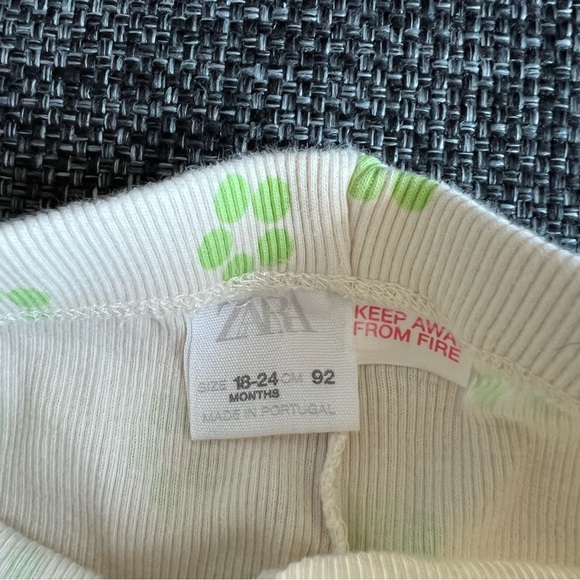 ZARA
SIZE 18-24 CM 92
MONTHS
MADE IN PORTUGAL
KEEP AWA
FROM FIRE